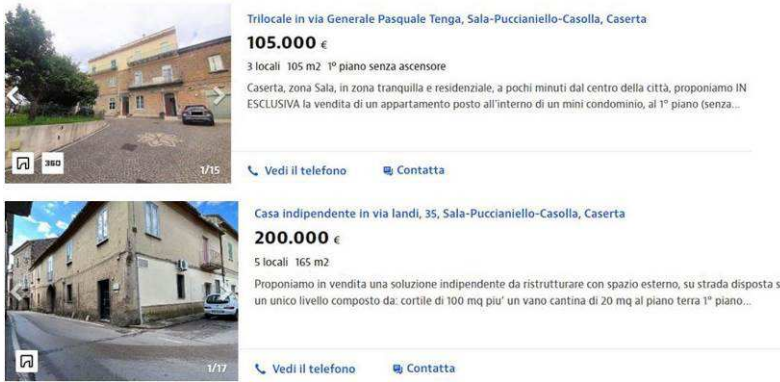 Trilocale in via Generale Pasquale Tenga, Sala-Puccianiello-Casolla, Caserta
105.000 €
3 locali 105 m2 1º piano senza ascensore
Caserta, zona Sala, in zona tranquilla e residenziale, a pochi minuti dal centro della città, proponiamo IN
ESCLUSIVA la vendita di un appartamento posto all'interno di un mini condominio, al 1° piano (senza...
360
1/15
Vedi il telefono Contatta
Casa indipendente in via landi, 35, Sala-Puccianiello-Casolla, Caserta
200.000 €
5 locali 165 m2
Proponiamo in vendita una soluzione indipendente da ristrutturare con spazio esterno, su strada disposta s
un unico livello composto da: cortile di 100 mq piu' un vano cantina di 20 mq al piano terra 1° piano...
1/17
Vedi il telefono Contatta